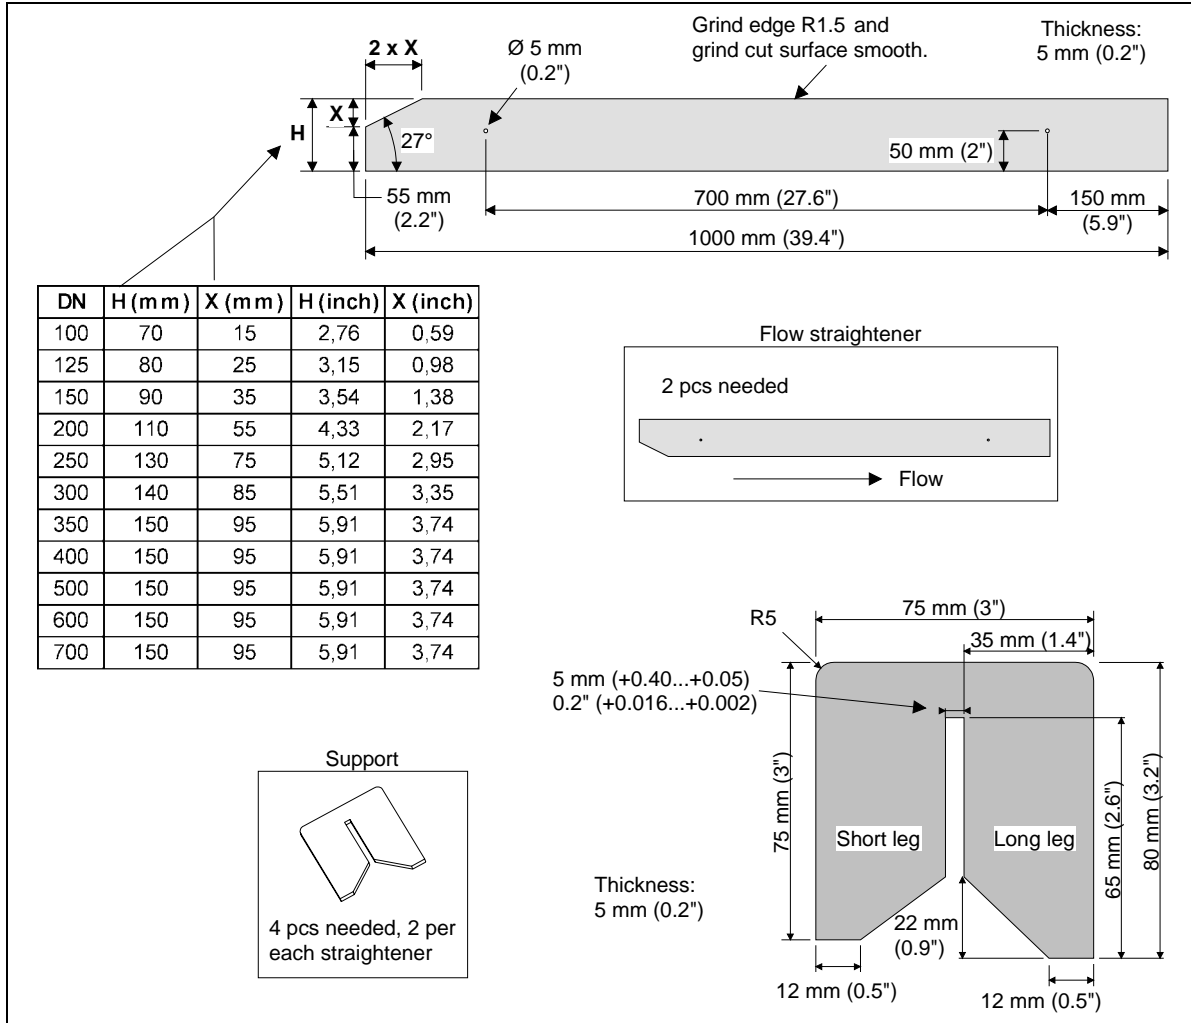 Grind edge R1.5 and
grind cut surface smooth.
Thickness:
5 mm (0.2")
2 x X
Ø 5 mm
(0.2")
X
H
27°
50 mm (2")
55 mm
(2.2")
700 mm (27.6")
150 mm
(5.9")
1000 mm (39.4")
DN H (mm) X (mm) H (inch) X (inch)
100 70 15 2,76 0,59
125 80 25 3,15 0,98
150 90 35 3,54 1,38
200 110 55 4,33 2,17
250 130 75 5,12 2,95
300 140 85 5,51 3,35
350 150 95 5,91 3,74
400 150 95 5,91 3,74
500 150 95 5,91 3,74
600 150 95 5,91 3,74
700 150 95 5,91 3,74
Flow straightener
2 pcs needed
Flow
75 mm (3")
R5
35 mm (1.4")
5 mm (+0.40...+0.05)
0.2" (+0.016...+0.002)
75 mm (3")
Short leg
Long leg
65 mm (2.6")
80 mm (3.2")
Thickness:
5 mm (0.2")
22 mm
(0.9")
12 mm (0.5")
12 mm (0.5")
Support
4 pcs needed, 2 per
each straightener